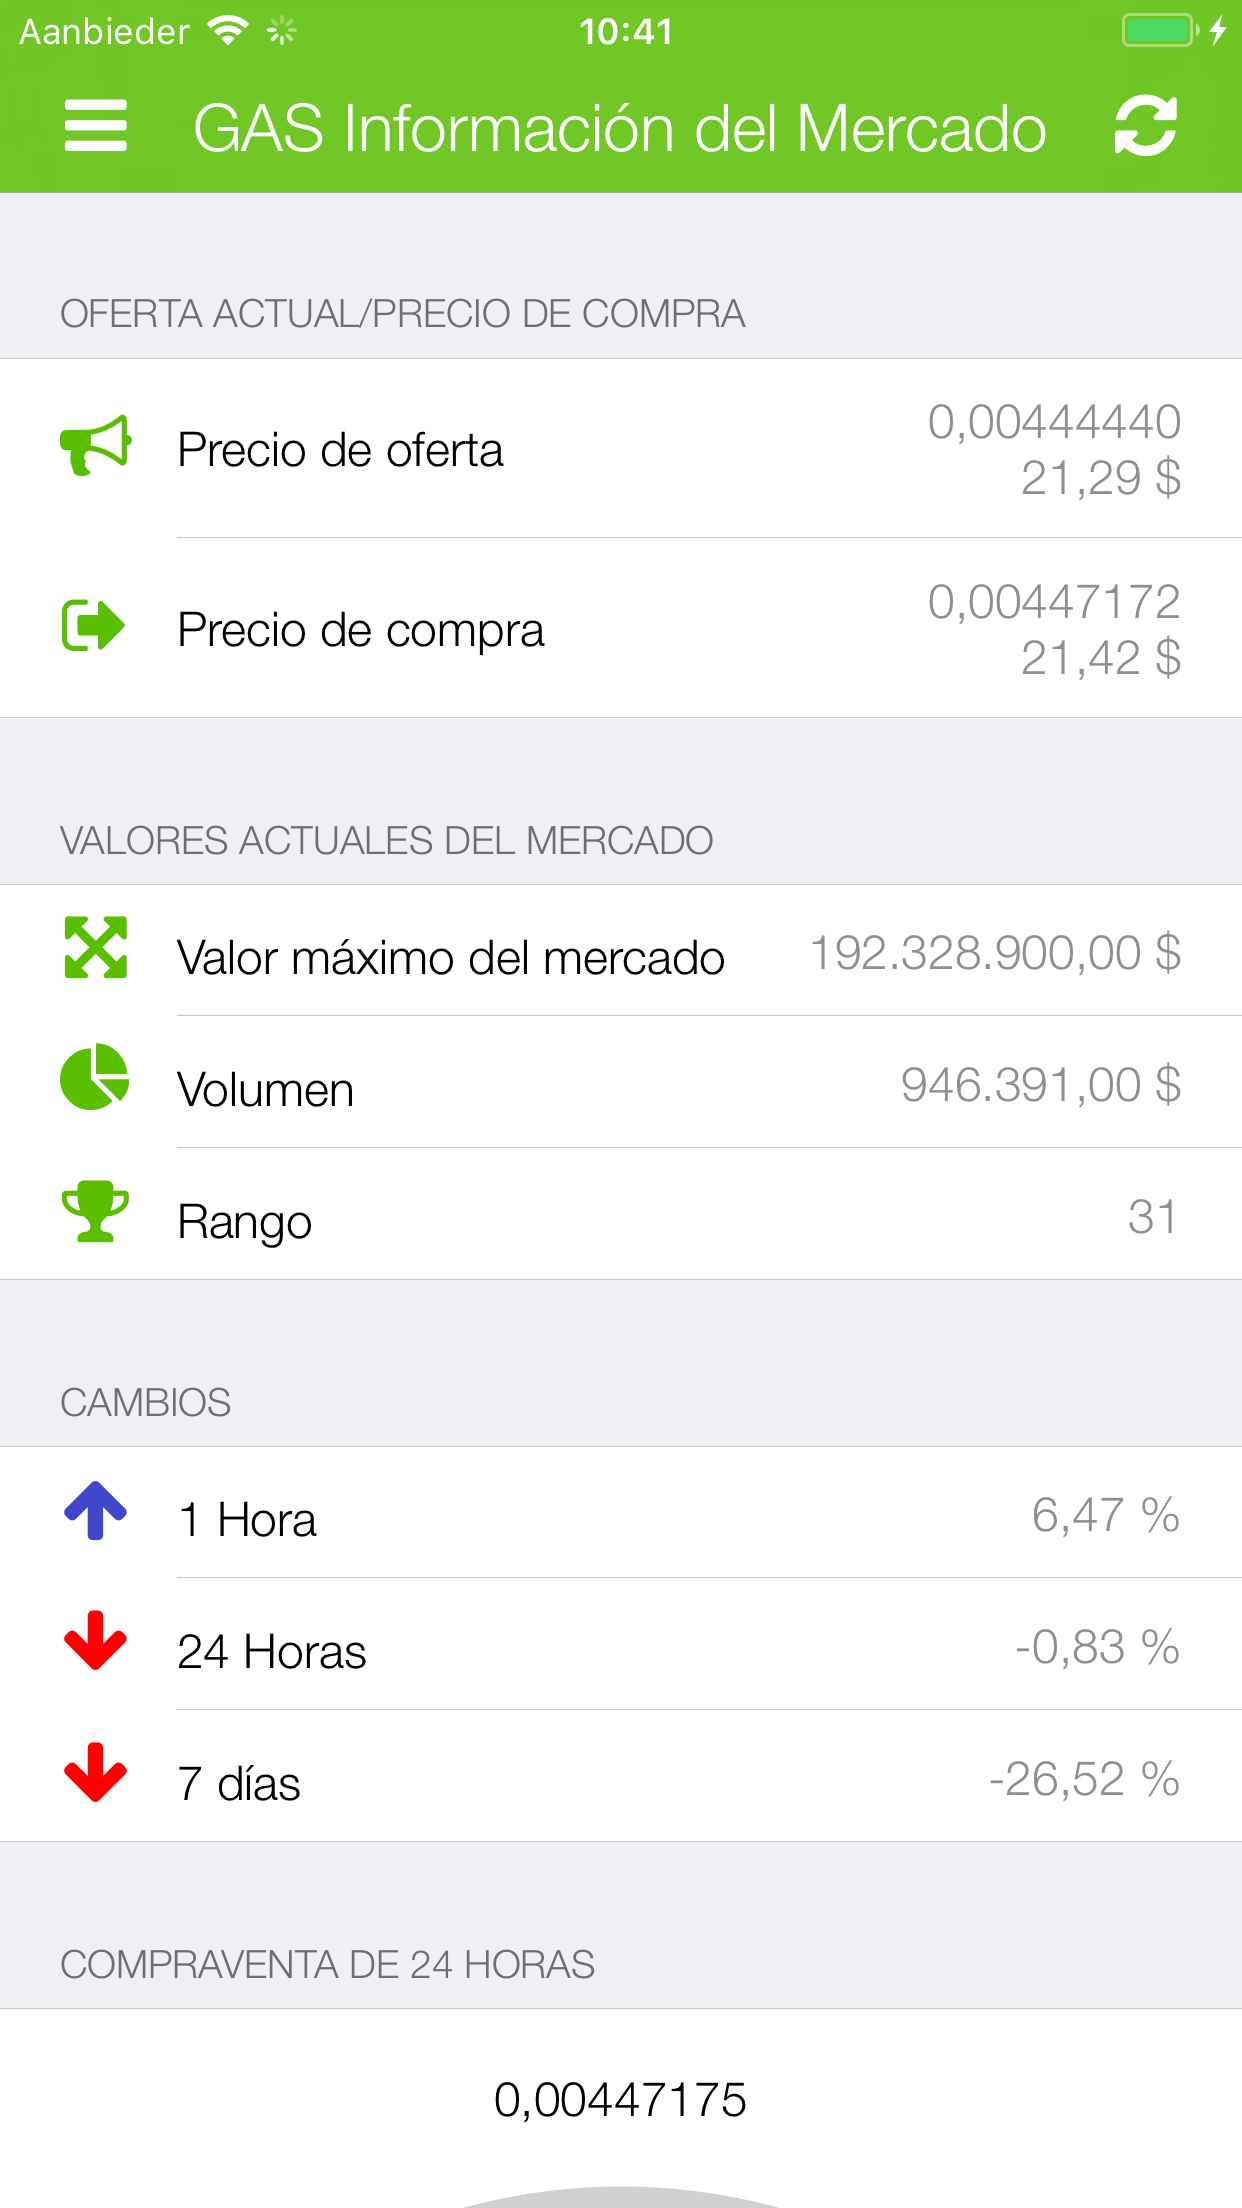 Aanbieder 10:41
GAS Información del Mercado
OFERTA ACTUAL/PRECIO DE COMPRA
Precio de oferta 0,00444440
21,29 $
Precio de compra 0,00447172
21,42 $
VALORES ACTUALES DEL MERCADO
Valor máximo del mercado 192.328.900,00 $
Volumen 946.391,00 $
Rango 31
CAMBIOS
1 Hora 6,47 %
24 Horas -0,83 %
7 días -26,52 %
COMPRAVENTA DE 24 HORAS
0,00447175